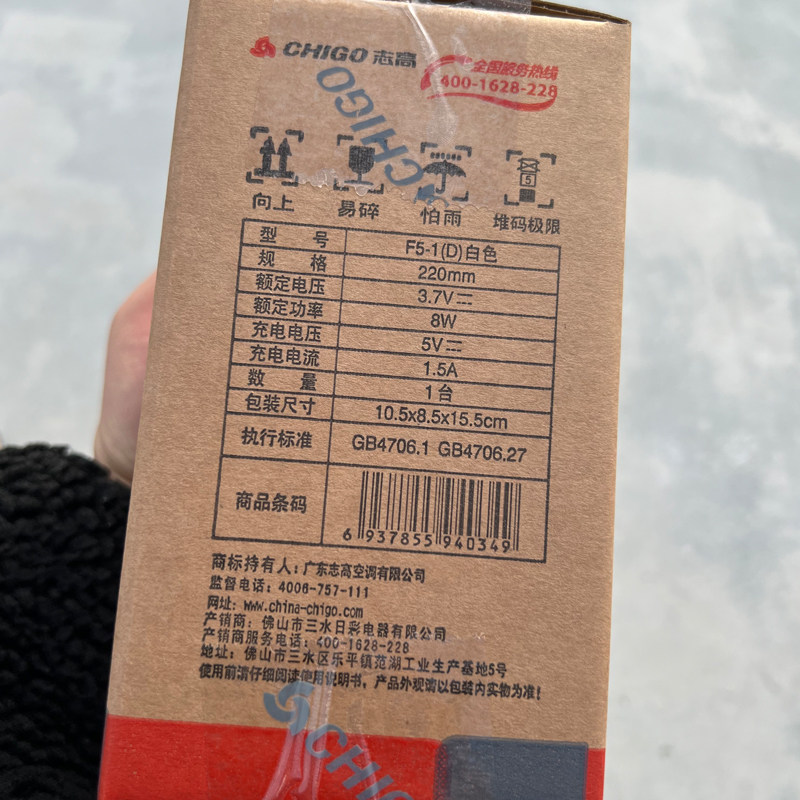 CHIGO 志高
全国服务热线
400-1628-228
CHIGO
5
向上 易碎 怕雨 堆码极限
型号 F5-1(D)白色
规格 220mm
额定电压 3.7V⎓
额定功率 8W
充电电压 5V⎓
充电电流 1.5A
数量 1台
包装尺寸 10.5x8.5x15.5cm
执行标准 GB4706.1 GB4706.27
商品条码 6 937855 940349
商标持有人：广东志高空调有限公司
监督电话：4006-757-111
网址：www.china-chigo.com
产销商：佛山市三水日彩电器有限公司
产销商服务电话：400-1628-228
地址：佛山市三水区乐平镇范湖工业生产基地5号
使用前请仔细阅读使用说明书，产品外观请以包装内实物为准！
CHIGO